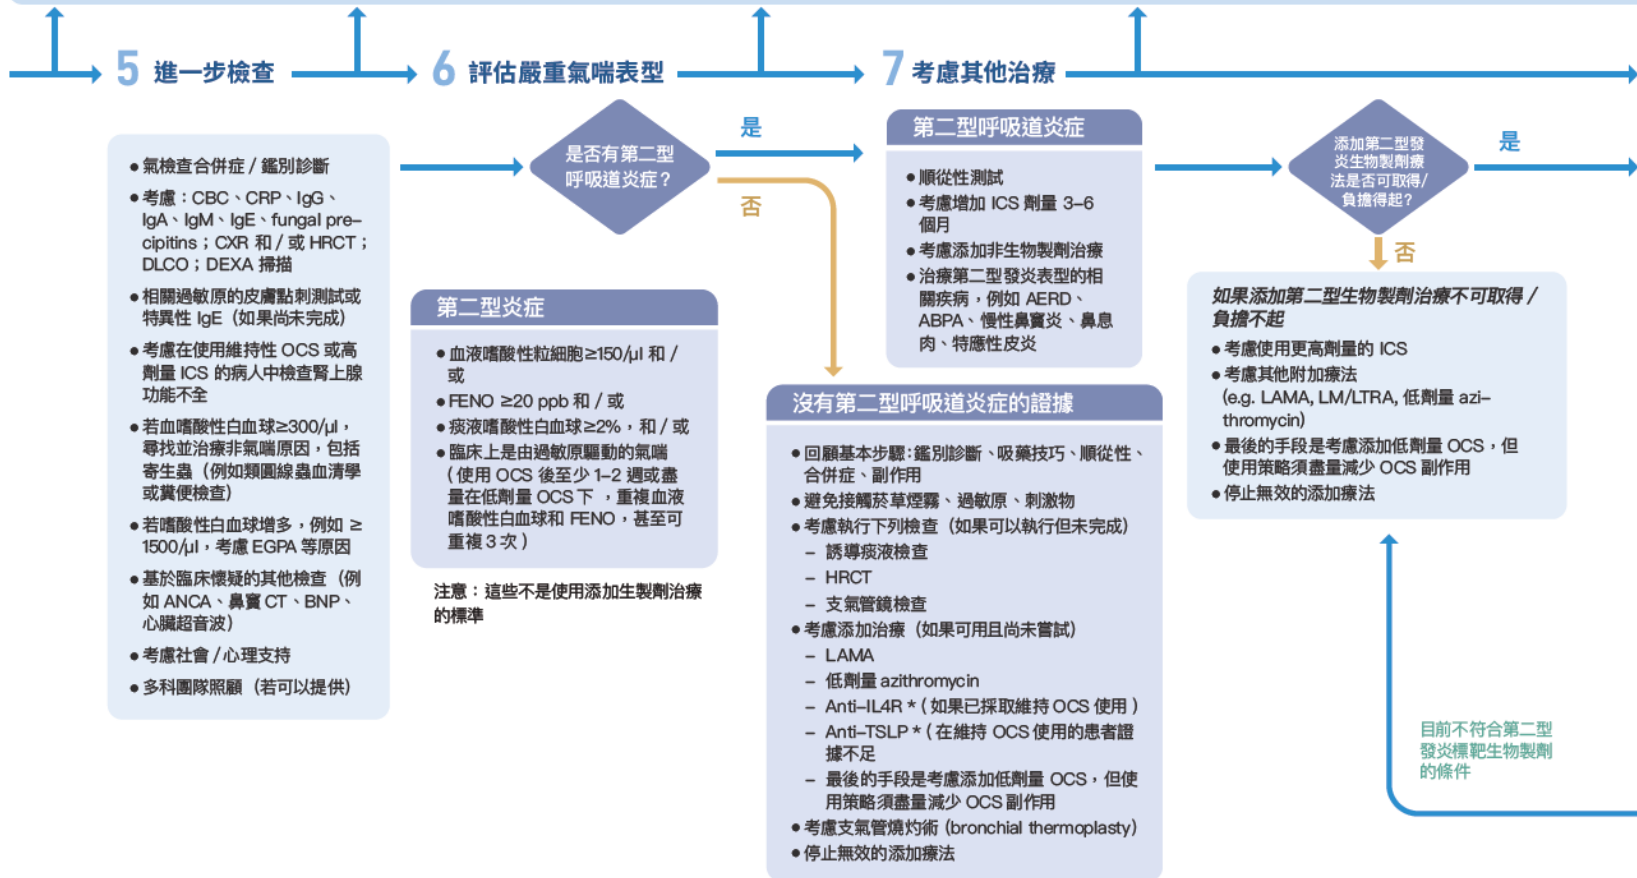 5 進一步檢查
● 氣檢查合併症 / 鑑別診斷
● 考慮：CBC、CRP、IgG、
IgA、IgM、IgE、fungal pre–
cipitins；CXR 和 / 或 HRCT；
DLCO；DEXA 掃描
● 相關過敏原的皮膚點刺測試或
特異性 IgE（如果尚未完成）
● 考慮在使用維持性 OCS 或高
劑量 ICS 的病人中檢查腎上腺
功能不全
● 若血嗜酸性白血球≥300/μl，
尋找並治療非氣喘原因，包括
寄生蟲（例如類圓線蟲血清學
或糞便檢查）
● 若嗜酸性白血球增多，例如 ≥
1500/μl，考慮 EGPA 等原因
● 基於臨床懷疑的其他檢查（例
如 ANCA、鼻竇 CT、BNP、
心臟超音波）
● 考慮社會 / 心理支持
● 多科團隊照顧（若可以提供）
6 評估嚴重氣喘表型
是否有第二型
呼吸道炎症？
是
否
第二型炎症
● 血液嗜酸性粒細胞≥150/μl 和 /
或
● FENO ≥20 ppb 和 / 或
● 痰液嗜酸性白血球≥2%，和 / 或
● 臨床上是由過敏原驅動的氣喘
（使用 OCS 後至少 1–2 週或盡
量在低劑量 OCS 下 ，重複血液
嗜酸性白血球和 FENO，甚至可
重複 3 次）
注意：這些不是使用添加生製劑治療
的標準
7 考慮其他治療
第二型呼吸道炎症
● 順從性測試
● 考慮增加 ICS 劑量 3–6
個月
● 考慮添加非生物製劑治療
● 治療第二型發炎表型的相
關疾病，例如 AERD、
ABPA、慢性鼻竇炎、鼻息
肉、特應性皮炎
沒有第二型呼吸道炎症的證據
● 回顧基本步驟：鑑別診斷、吸藥技巧、順從性、
合併症、副作用
● 避免接觸菸草煙霧、過敏原、刺激物
● 考慮執行下列檢查（如果可以執行但未完成）
– 誘導痰液檢查
– HRCT
– 支氣管鏡檢查
● 考慮添加治療（如果可用且尚未嘗試）
– LAMA
– 低劑量 azithromycin
– Anti–IL4R *（如果已採取維持 OCS 使用）
– Anti–TSLP *（在維持 OCS 使用的患者證
據不足
– 最後的手段是考慮添加低劑量 OCS，但使
用策略須盡量減少 OCS 副作用
● 考慮支氣管燒灼術 (bronchial thermoplasty)
● 停止無效的添加療法
添加第二型發
炎生物製劑療
法是否可取得/
負擔得起？
是
否
如果添加第二型生物製劑治療不可取得 /
負擔不起
● 考慮使用更高劑量的 ICS
● 考慮其他附加療法
(e.g. LAMA, LM/LTRA, 低劑量 azi–
thromycin)
● 最後的手段是考慮添加低劑量 OCS，但
使用策略須盡量減少 OCS 副作用
● 停止無效的添加療法
目前不符合第二型
發炎標靶生物製劑
的條件